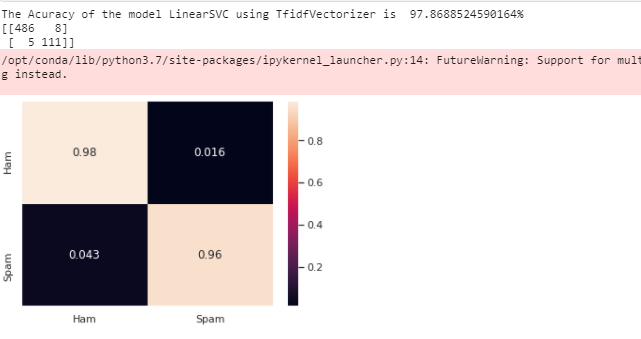 The Acuracy of the model LinearSVC using TfidfVectorizer is  97.8688524590164%
[[486   8]
 [  5 111]]
/opt/conda/lib/python3.7/site-packages/ipykernel_launcher.py:14: FutureWarning: Support for mult
g instead.
Ham 0.98 0.016
Spam 0.043 0.96
Ham Spam
0.8
0.6
0.4
0.2